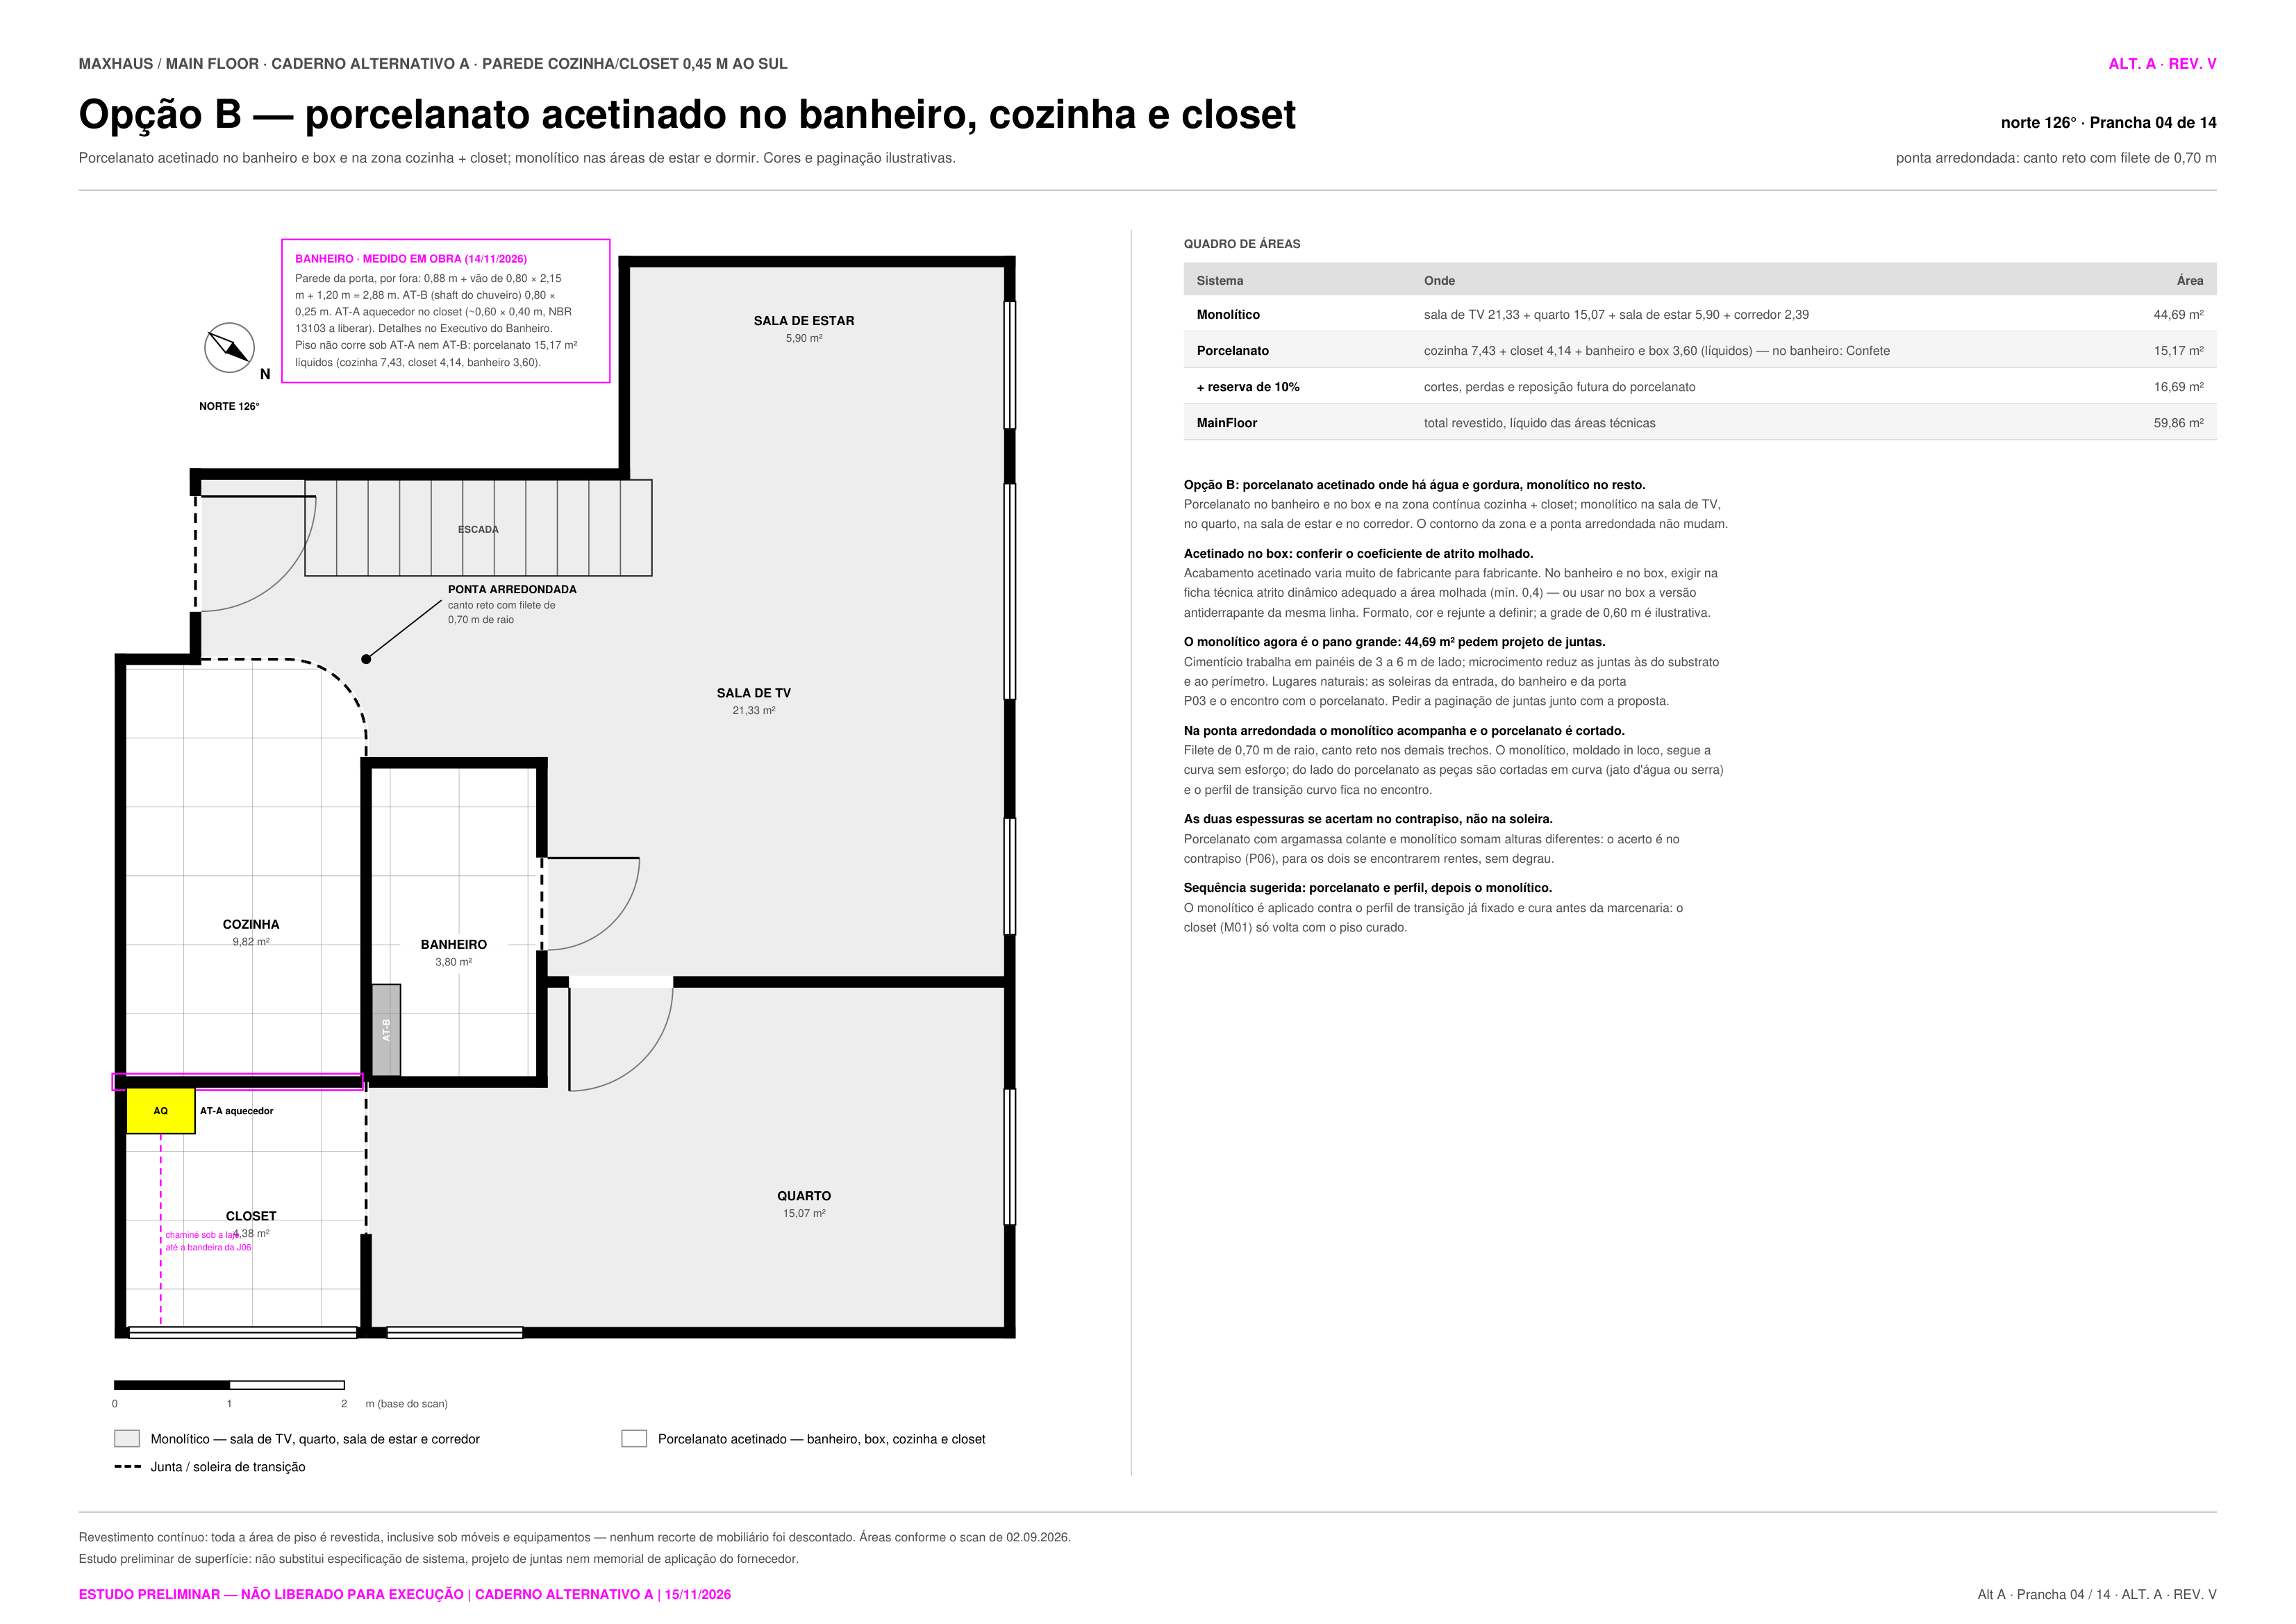 MAXHAUS / MAIN FLOOR · CADERNO ALTERNATIVO A · PAREDE COZINHA/CLOSET 0,45 M AO SUL
ALT. A · REV. V
Opção B — porcelanato acetinado no banheiro, cozinha e closet
norte 126° · Prancha 04 de 14
Porcelanato acetinado no banheiro e box e na zona cozinha + closet; monolítico nas áreas de estar e dormir. Cores e paginação ilustrativas.
ponta arredondada: canto reto com filete de 0,70 m
BANHEIRO · MEDIDO EM OBRA (14/11/2026)
Parede da porta, por fora: 0,88 m + vão de 0,80 × 2,15
m + 1,20 m = 2,88 m. AT-B (shaft do chuveiro) 0,80 ×
0,25 m. AT-A aquecedor no closet (~0,60 × 0,40 m, NBR
13103 a liberar). Detalhes no Executivo do Banheiro.
Piso não corre sob AT-A nem AT-B: porcelanato 15,17 m²
líquidos (cozinha 7,43, closet 4,14, banheiro 3,60).
N
NORTE 126°
SALA DE ESTAR
5,90 m²
ESCADA
PONTA ARREDONDADA
canto reto com filete de
0,70 m de raio
SALA DE TV
21,33 m²
COZINHA
9,82 m²
BANHEIRO
3,80 m²
AT-B
AQ
AT-A aquecedor
CLOSET
4,38 m²
chaminé sob a laje,
até a bandeira da J06
QUARTO
15,07 m²
0 1 2 m (base do scan)
Monolítico — sala de TV, quarto, sala de estar e corredor
Porcelanato acetinado — banheiro, box, cozinha e closet
Junta / soleira de transição
QUADRO DE ÁREAS
Sistema Onde Área
Monolítico sala de TV 21,33 + quarto 15,07 + sala de estar 5,90 + corredor 2,39 44,69 m²
Porcelanato cozinha 7,43 + closet 4,14 + banheiro e box 3,60 (líquidos) — no banheiro: Confete 15,17 m²
+ reserva de 10% cortes, perdas e reposição futura do porcelanato 16,69 m²
MainFloor total revestido, líquido das áreas técnicas 59,86 m²
Opção B: porcelanato acetinado onde há água e gordura, monolítico no resto.
Porcelanato no banheiro e no box e na zona contínua cozinha + closet; monolítico na sala de TV,
no quarto, na sala de estar e no corredor. O contorno da zona e a ponta arredondada não mudam.
Acetinado no box: conferir o coeficiente de atrito molhado.
Acabamento acetinado varia muito de fabricante para fabricante. No banheiro e no box, exigir na
ficha técnica atrito dinâmico adequado a área molhada (mín. 0,4) — ou usar no box a versão
antiderrapante da mesma linha. Formato, cor e rejunte a definir; a grade de 0,60 m é ilustrativa.
O monolítico agora é o pano grande: 44,69 m² pedem projeto de juntas.
Cimentício trabalha em painéis de 3 a 6 m de lado; microcimento reduz as juntas às do substrato
e ao perímetro. Lugares naturais: as soleiras da entrada, do banheiro e da porta
P03 e o encontro com o porcelanato. Pedir a paginação de juntas junto com a proposta.
Na ponta arredondada o monolítico acompanha e o porcelanato é cortado.
Filete de 0,70 m de raio, canto reto nos demais trechos. O monolítico, moldado in loco, segue a
curva sem esforço; do lado do porcelanato as peças são cortadas em curva (jato d'água ou serra)
e o perfil de transição curvo fica no encontro.
As duas espessuras se acertam no contrapiso, não na soleira.
Porcelanato com argamassa colante e monolítico somam alturas diferentes: o acerto é no
contrapiso (P06), para os dois se encontrarem rentes, sem degrau.
Sequência sugerida: porcelanato e perfil, depois o monolítico.
O monolítico é aplicado contra o perfil de transição já fixado e cura antes da marcenaria: o
closet (M01) só volta com o piso curado.
Revestimento contínuo: toda a área de piso é revestida, inclusive sob móveis e equipamentos — nenhum recorte de mobiliário foi descontado. Áreas conforme o scan de 02.09.2026.
Estudo preliminar de superfície: não substitui especificação de sistema, projeto de juntas nem memorial de aplicação do fornecedor.
ESTUDO PRELIMINAR — NÃO LIBERADO PARA EXECUÇÃO | CADERNO ALTERNATIVO A | 15/11/2026
Alt A · Prancha 04 / 14 · ALT. A · REV. V